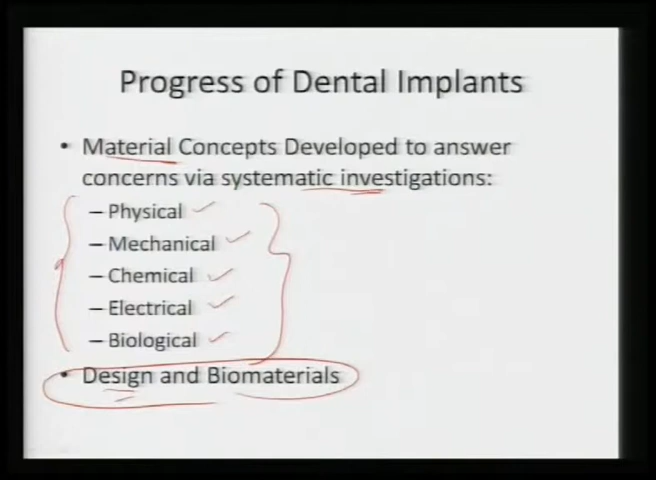 Progress of Dental Implants
• Material Concepts Developed to answer
concerns via systematic investigations:
– Physical
– Mechanical
– Chemical
– Electrical
– Biological
• Design and Biomaterials